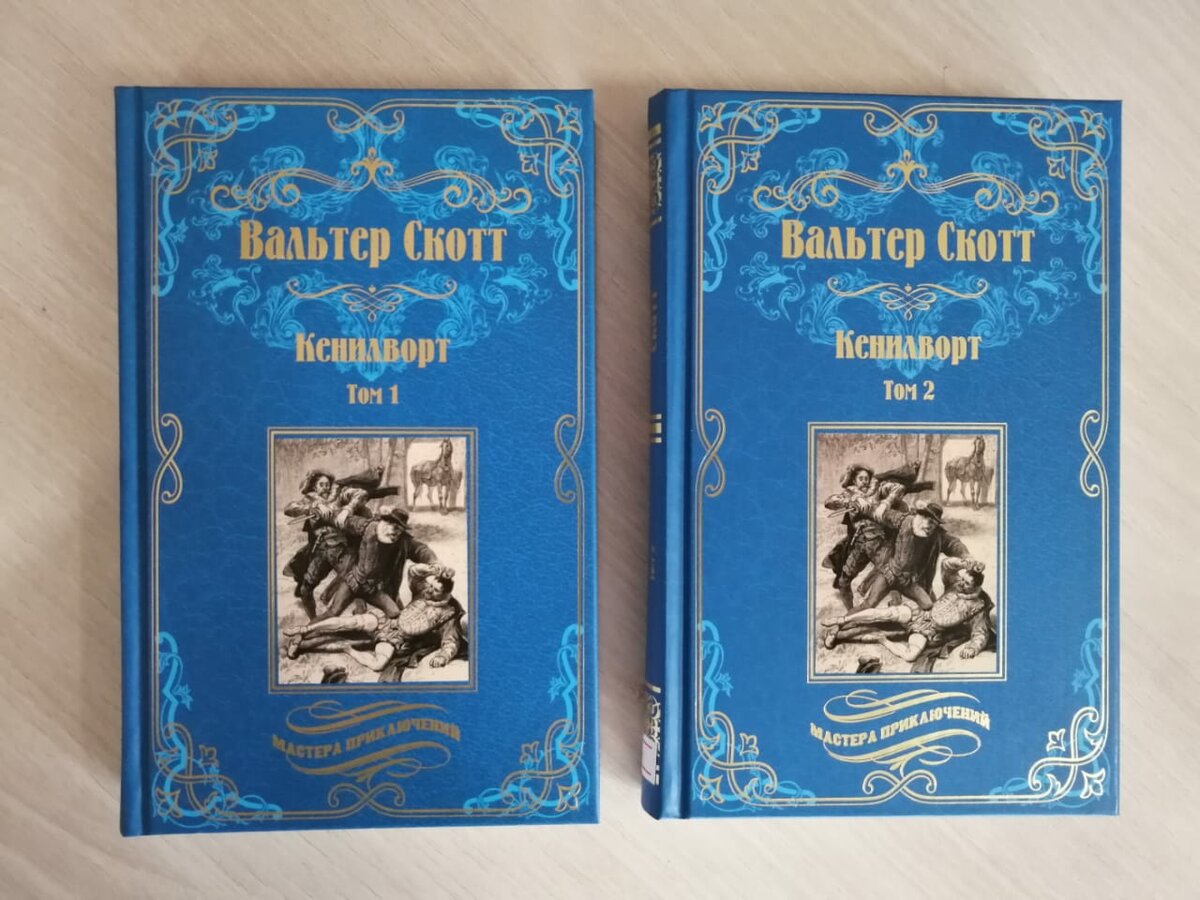 Вальтер Скотт
Кенилворт
Том 1
МАСТЕРА ПРИКЛЮЧЕНИЙ
Вальтер Скотт
Кенилворт
Том 2
МАСТЕРА ПРИКЛЮЧЕНИЙ